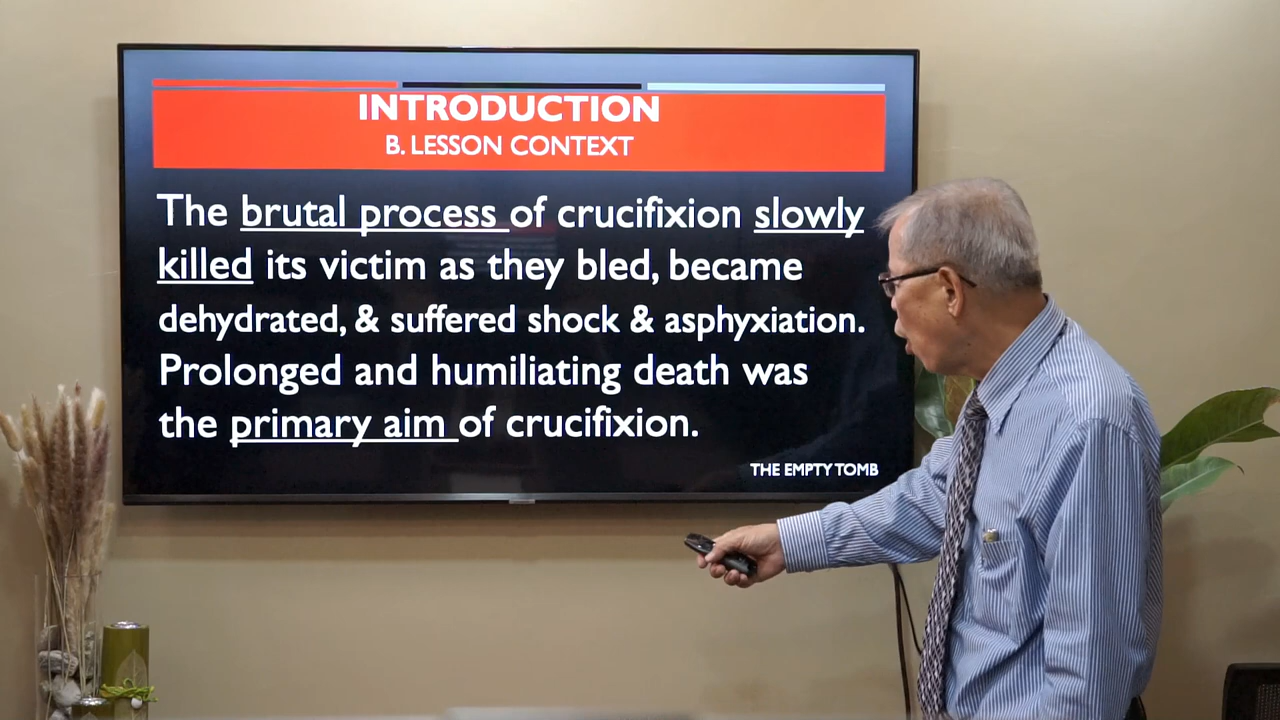 INTRODUCTION
B. LESSON CONTEXT
The brutal process of crucifixion slowly
killed its victim as they bled, became
dehydrated, & suffered shock & asphyxiation.
Prolonged and humiliating death was
the primary aim of crucifixion.
THE EMPTY TOMB